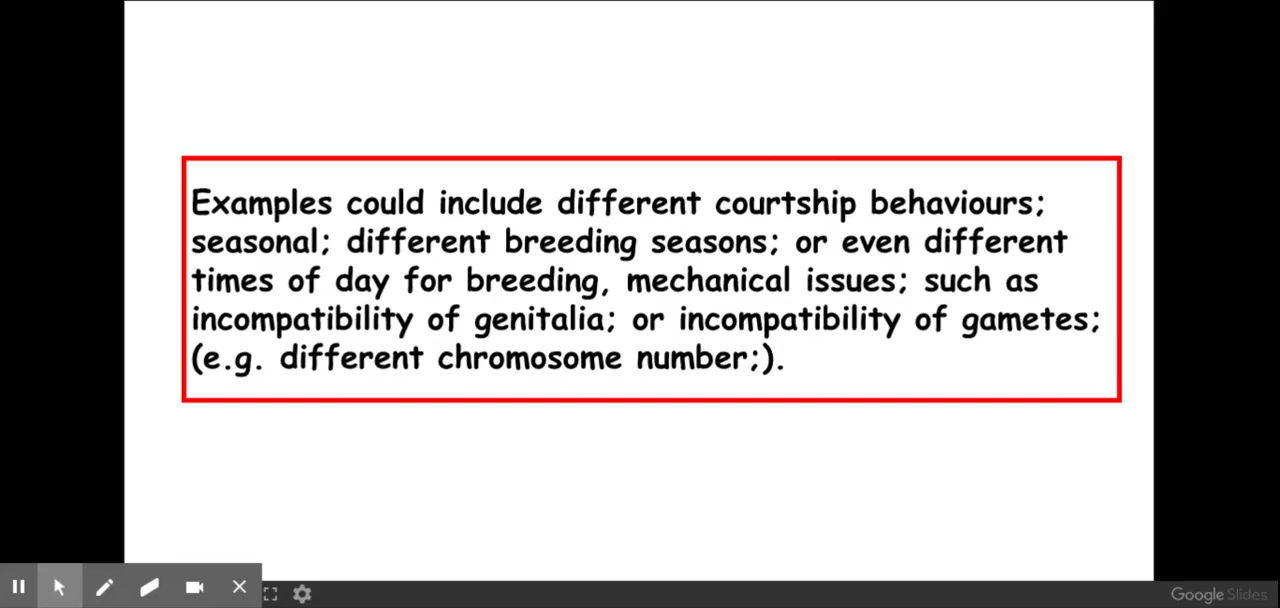 Examples could include different courtship behaviours;
seasonal; different breeding seasons; or even different
times of day for breeding, mechanical issues; such as
incompatibility of genitalia; or incompatibility of gametes;
(e.g. different chromosome number;).
Google Slides